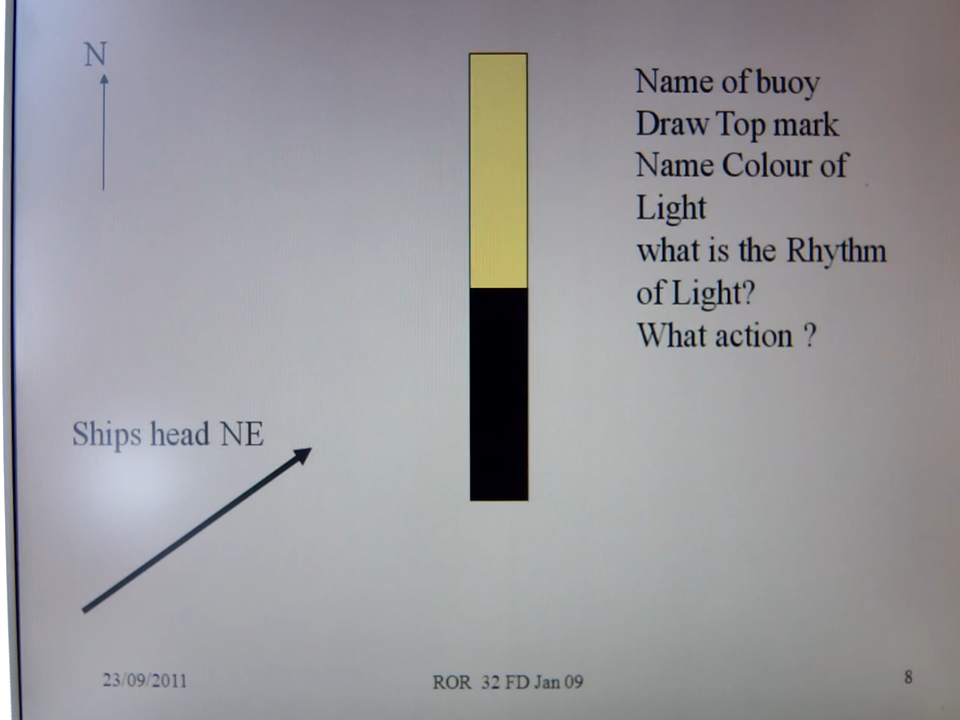 N
Name of buoy
Draw Top mark
Name Colour of
Light
what is the Rhythm
of Light?
What action ?
Ships head NE
23/09/2011
ROR 32 FD Jan 09
8